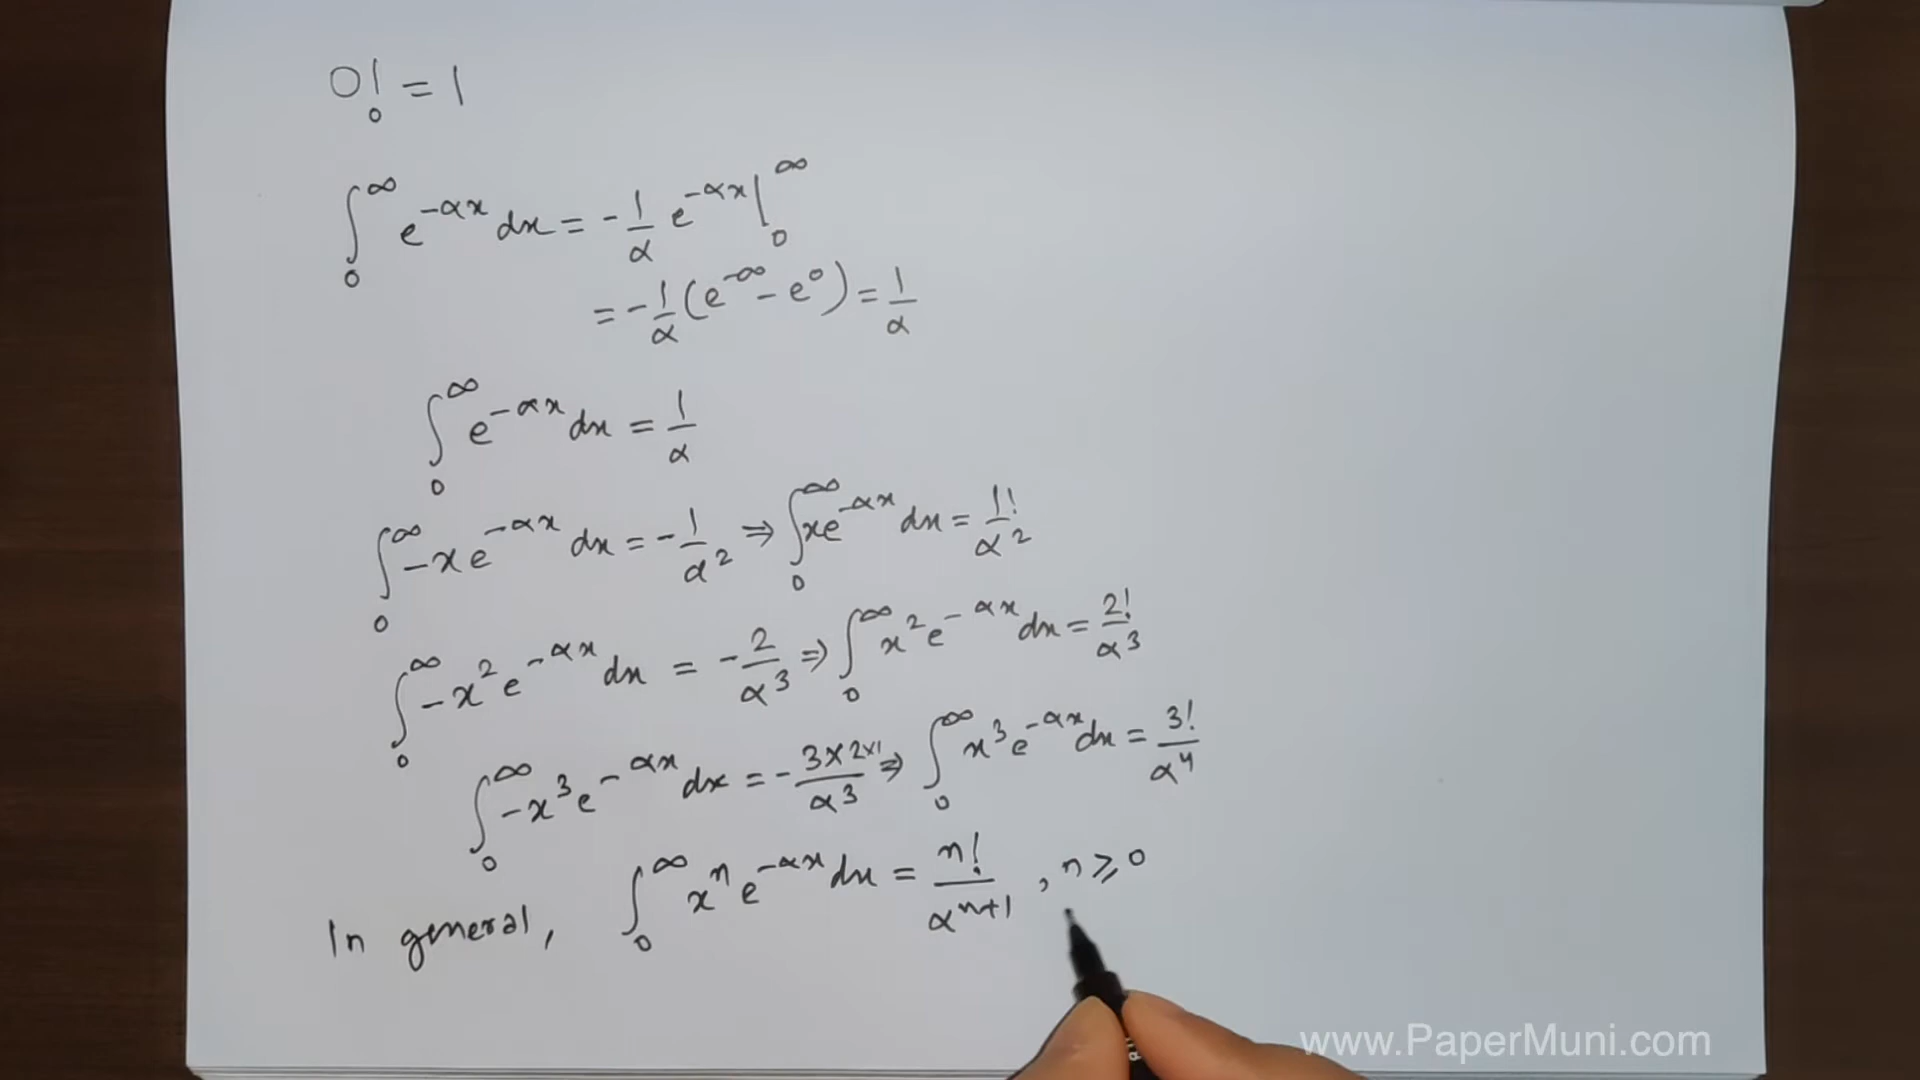 0! = 1
∫₀^∞ e^{-αx} dx = -1/α e^{-αx} |₀^∞
= -1/α (e^{-∞} - e^0) = 1/α
∫₀^∞ e^{-αx} dx = 1/α
∫₀^∞ -x e^{-αx} dx = -1/α² ⇒ ∫₀^∞ x e^{-αx} dx = 1!/α²
∫₀^∞ -x² e^{-αx} dx = -2/α³ ⇒ ∫₀^∞ x² e^{-αx} dx = 2!/α³
∫₀^∞ -x³ e^{-αx} dx = -3×2×1/α³ ⇒ ∫₀^∞ x³ e^{-αx} dx = 3!/α⁴
In general, ∫₀^∞ xⁿ e^{-αx} dx = n!/α^{n+1} , n ⩾ 0
www.PaperMuni.com